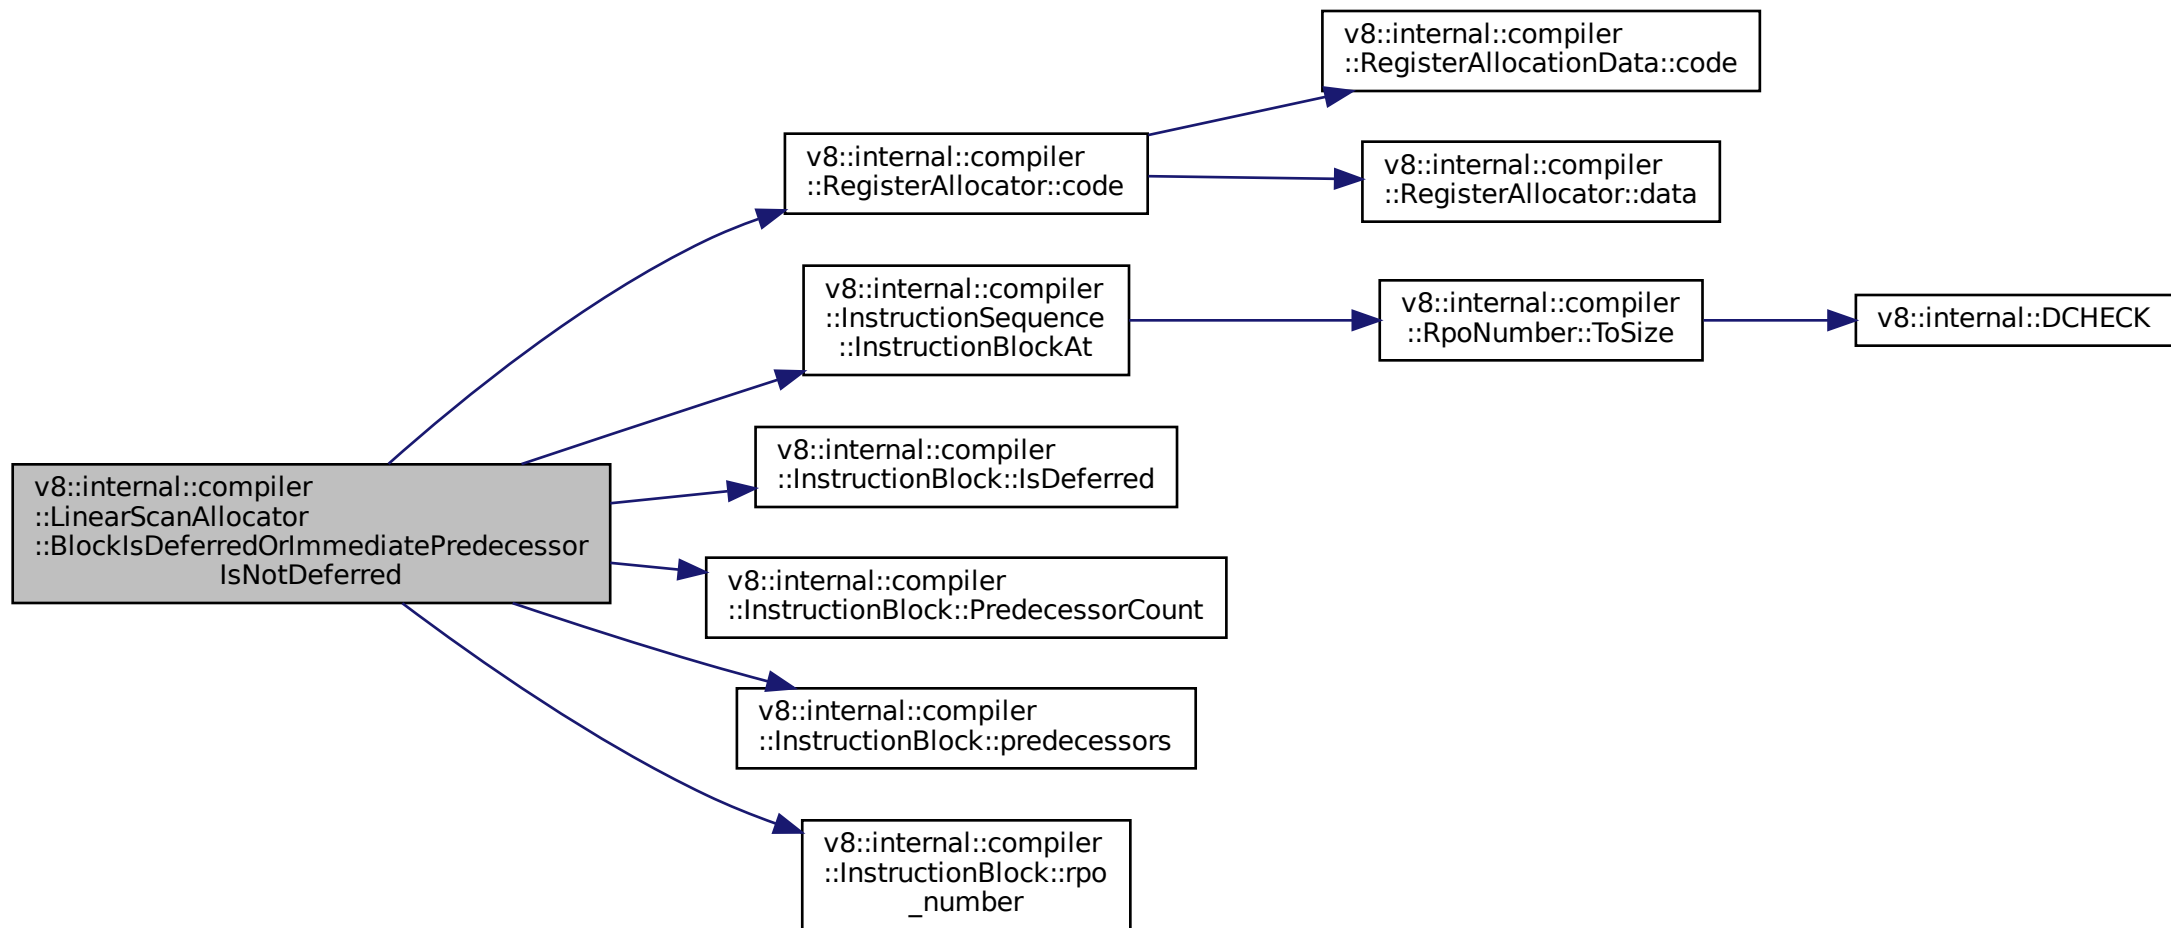 v8::internal::compiler
::RegisterAllocationData::code
v8::internal::compiler
::RegisterAllocator::code
v8::internal::compiler
::RegisterAllocator::data
v8::internal::compiler
::InstructionSequence
::InstructionBlockAt
v8::internal::compiler
::RpoNumber::ToSize
v8::internal::DCHECK
v8::internal::compiler
::InstructionBlock::IsDeferred
v8::internal::compiler
::LinearScanAllocator
::BlockIsDeferredOrImmediatePredecessor
IsNotDeferred
v8::internal::compiler
::InstructionBlock::PredecessorCount
v8::internal::compiler
::InstructionBlock::predecessors
v8::internal::compiler
::InstructionBlock::rpo
_number